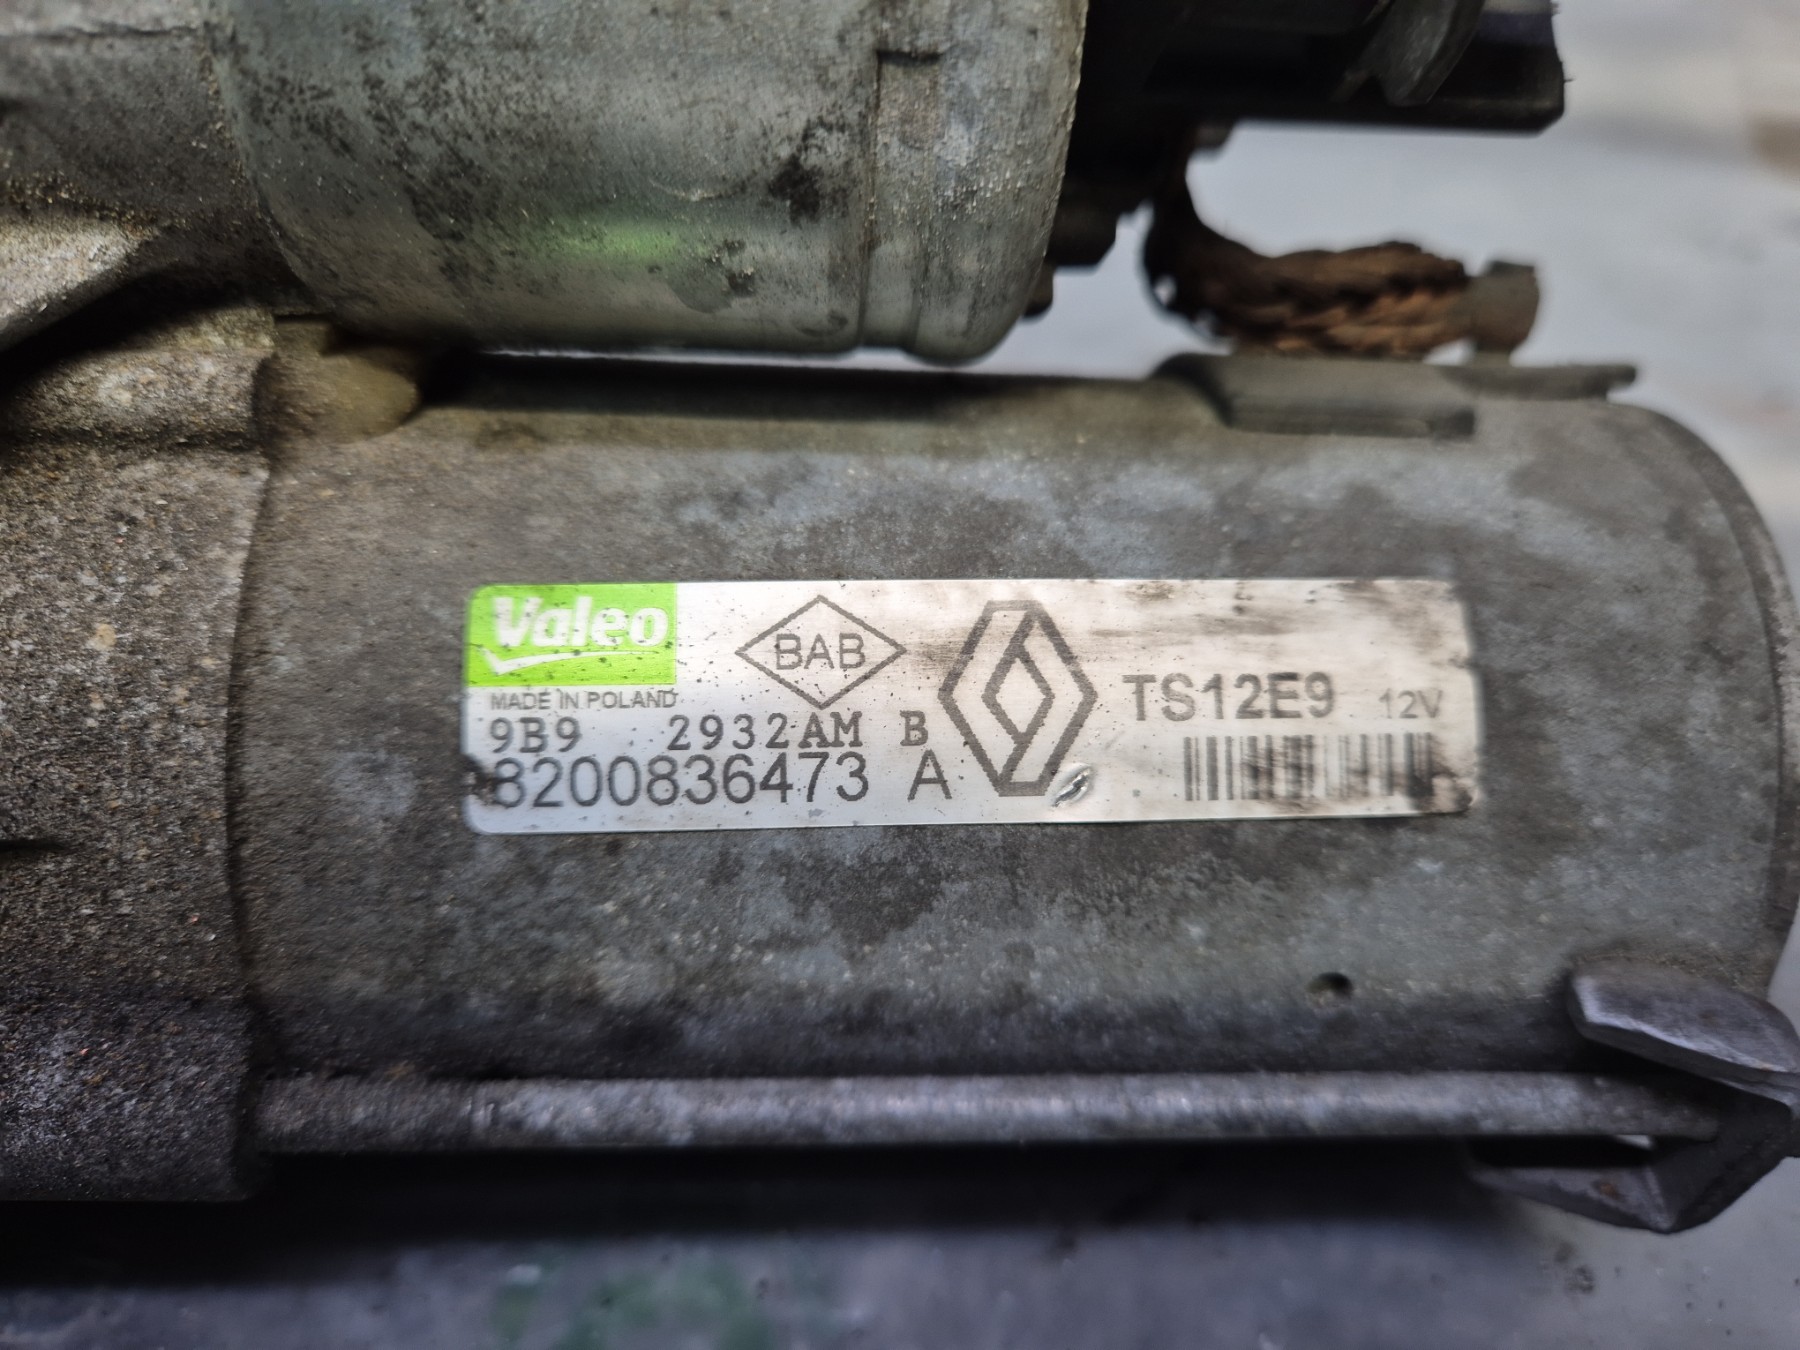 Valeo
MADE IN POLAND
BAB
TS12E9 12V
9B9 2932AM B
8200836473 A